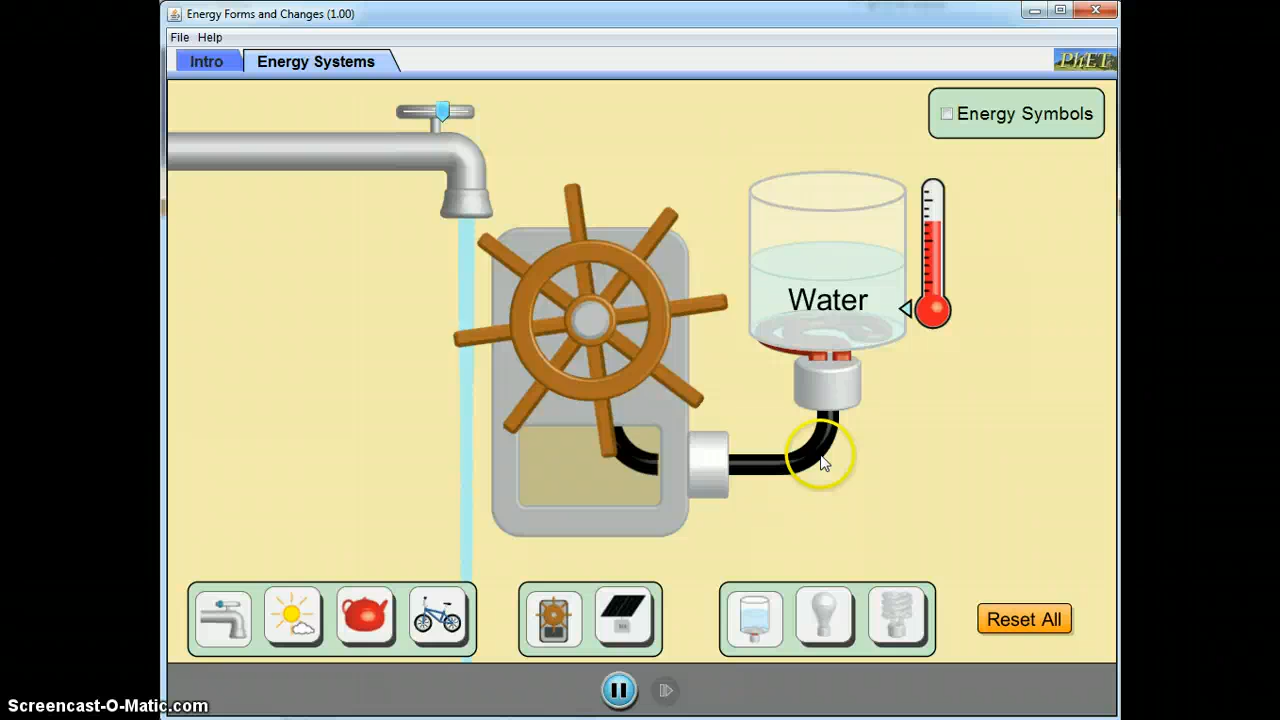 Energy Forms and Changes (1.00)
File Help
Intro Energy Systems
PhET
Energy Symbols
Water
Reset All
Screencast-O-Matic.com